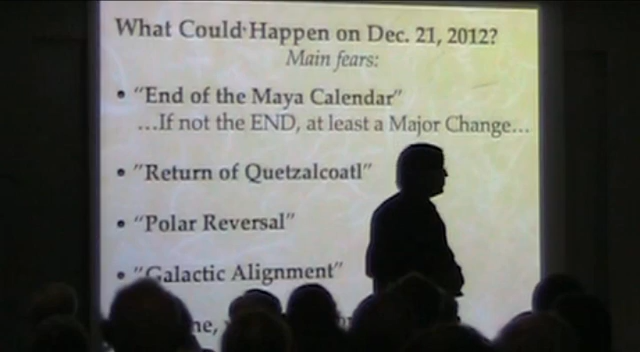 What Could Happen on Dec. 21, 2012?
Main fears:
• "End of the Maya Calendar"
...If not the END, at least a Major Change...
• "Return of Quetzalcoatl"
• "Polar Reversal"
• "Galactic Alignment"